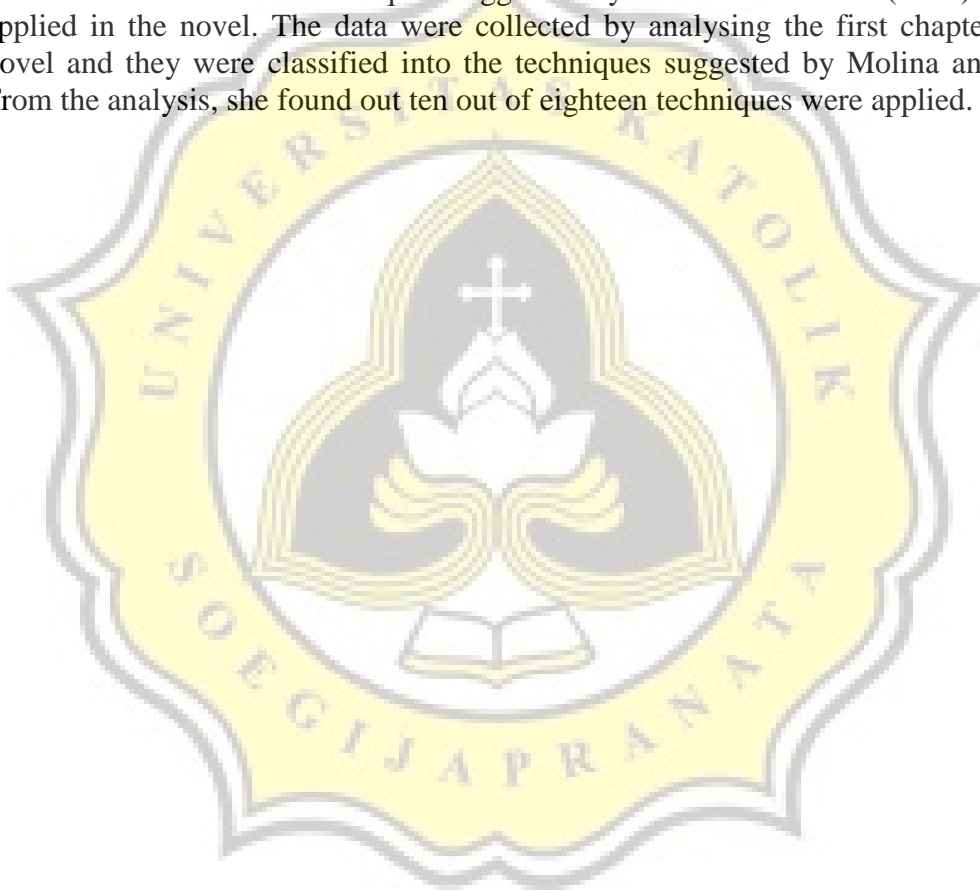 applied in the novel. The data were collected by analysing the first chapte
ovel and they were classified into the techniques suggested by Molina an
From the analysis, she found out ten out of eighteen techniques were applied.
UNIVERSITAS KATOLIK
SOEGIJAPRANATA